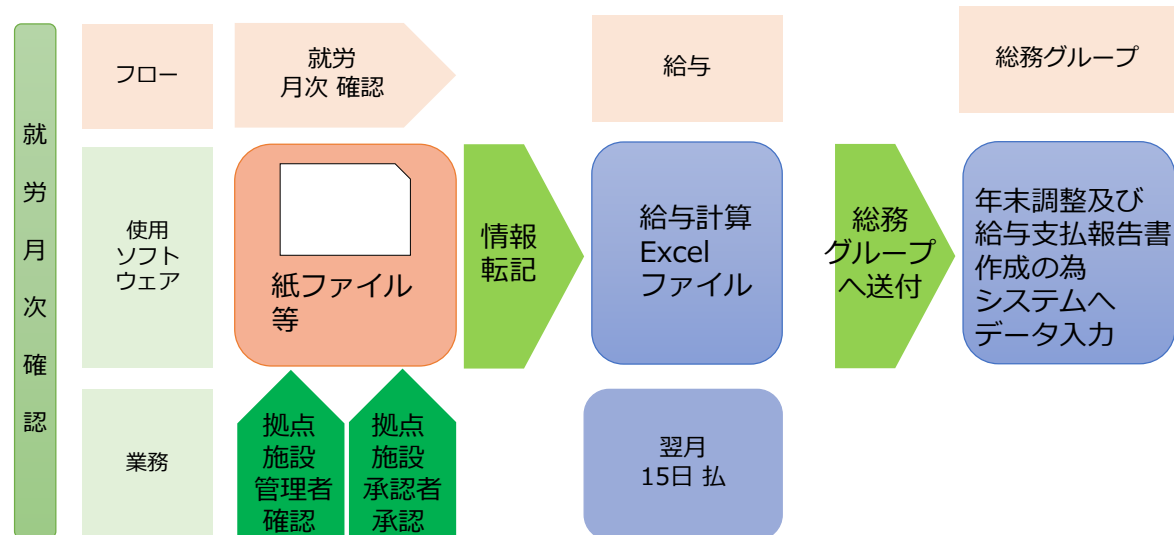 就労月次確認
フロー
就労
月次 確認
給与
総務グループ
使用
ソフト
ウェア
紙ファイル
等
情報
転記
給与計算
Excel
ファイル
総務
グループ
へ送付
年末調整及び
給与支払報告書
作成の為
システムへ
データ入力
業務
拠点
施設
管理者
確認
拠点
施設
承認者
承認
翌月
15日 払